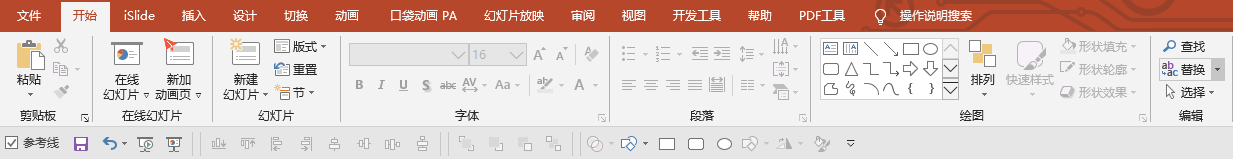 文件 开始 iSlide 插入 设计 切换 动画 口袋动画 PA 幻灯片放映 审阅 视图 开发工具 帮助 PDF工具 操作说明搜索
粘贴
剪贴板
在线
幻灯片
新加
动画页
在线幻灯片
新建
幻灯片
版式
重置
节
幻灯片
16 A A A
B I U S abc AV Aa ab A
字体
段落
A A
排列
快速样式
形状填充
形状轮廓
形状效果
绘图
查找
替换
选择
编辑
参考线